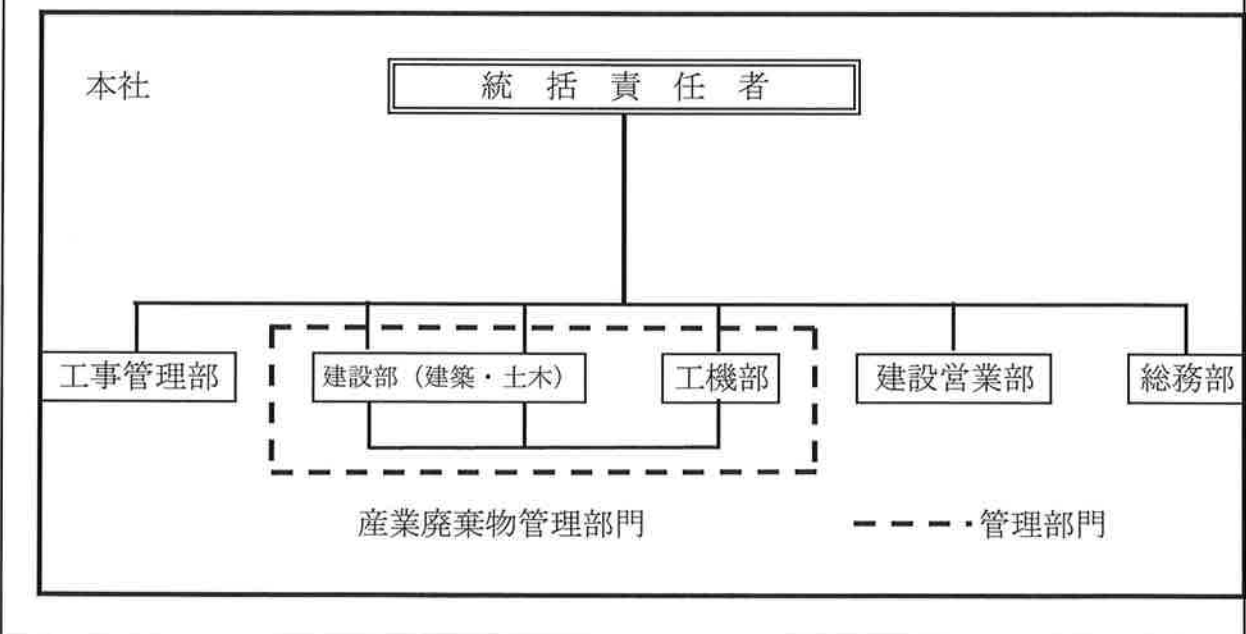 本社
統括責任者
工事管理部
建設部（建築・土木）
工機部
建設営業部
総務部
産業廃棄物管理部門
管理部門